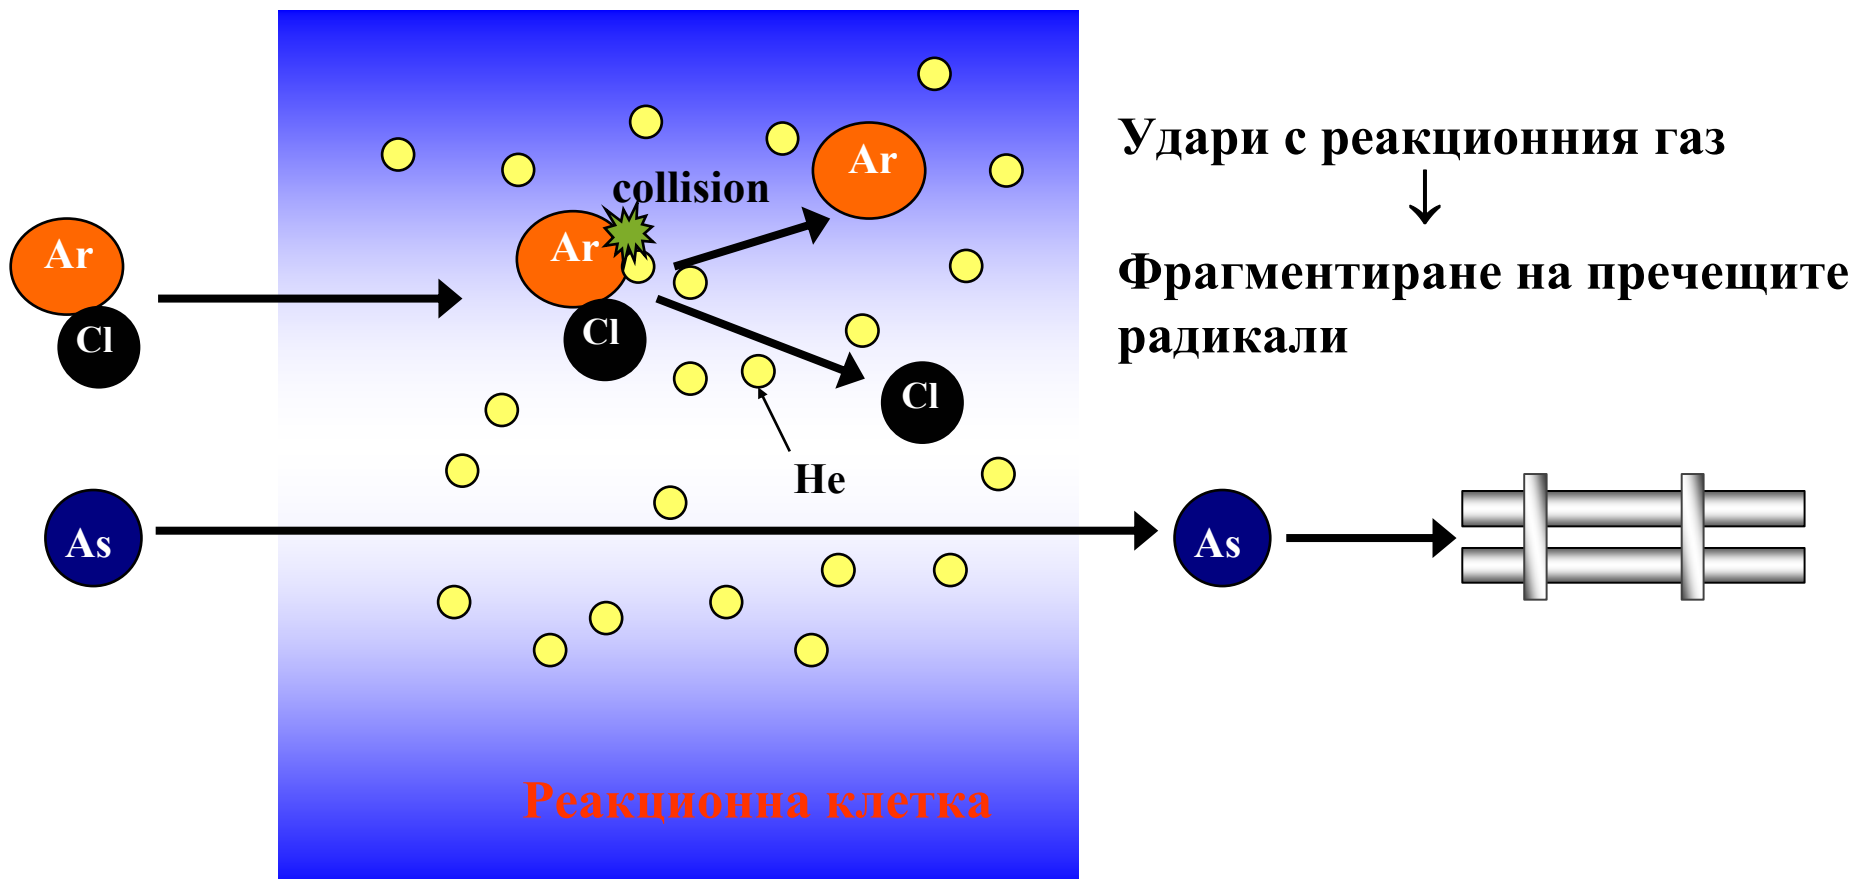 Ar
Cl
As
collision
Ar
Cl
Ar
Cl
He
Реакционна клетка
Удари с реакционния газ
↓
Фрагментиране на пречещите
радикали
As